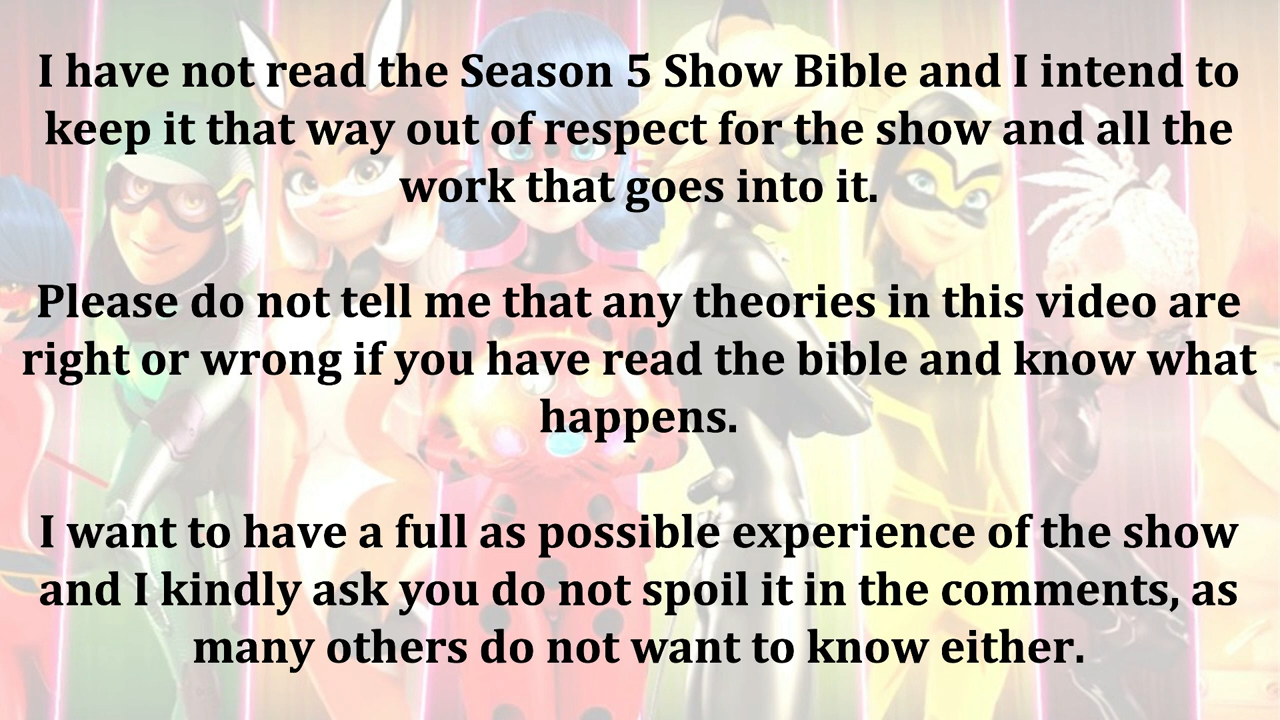 I have not read the Season 5 Show Bible and I intend to
keep it that way out of respect for the show and all the
work that goes into it.
Please do not tell me that any theories in this video are
right or wrong if you have read the bible and know what
happens.
I want to have a full as possible experience of the show
and I kindly ask you do not spoil it in the comments, as
many others do not want to know either.